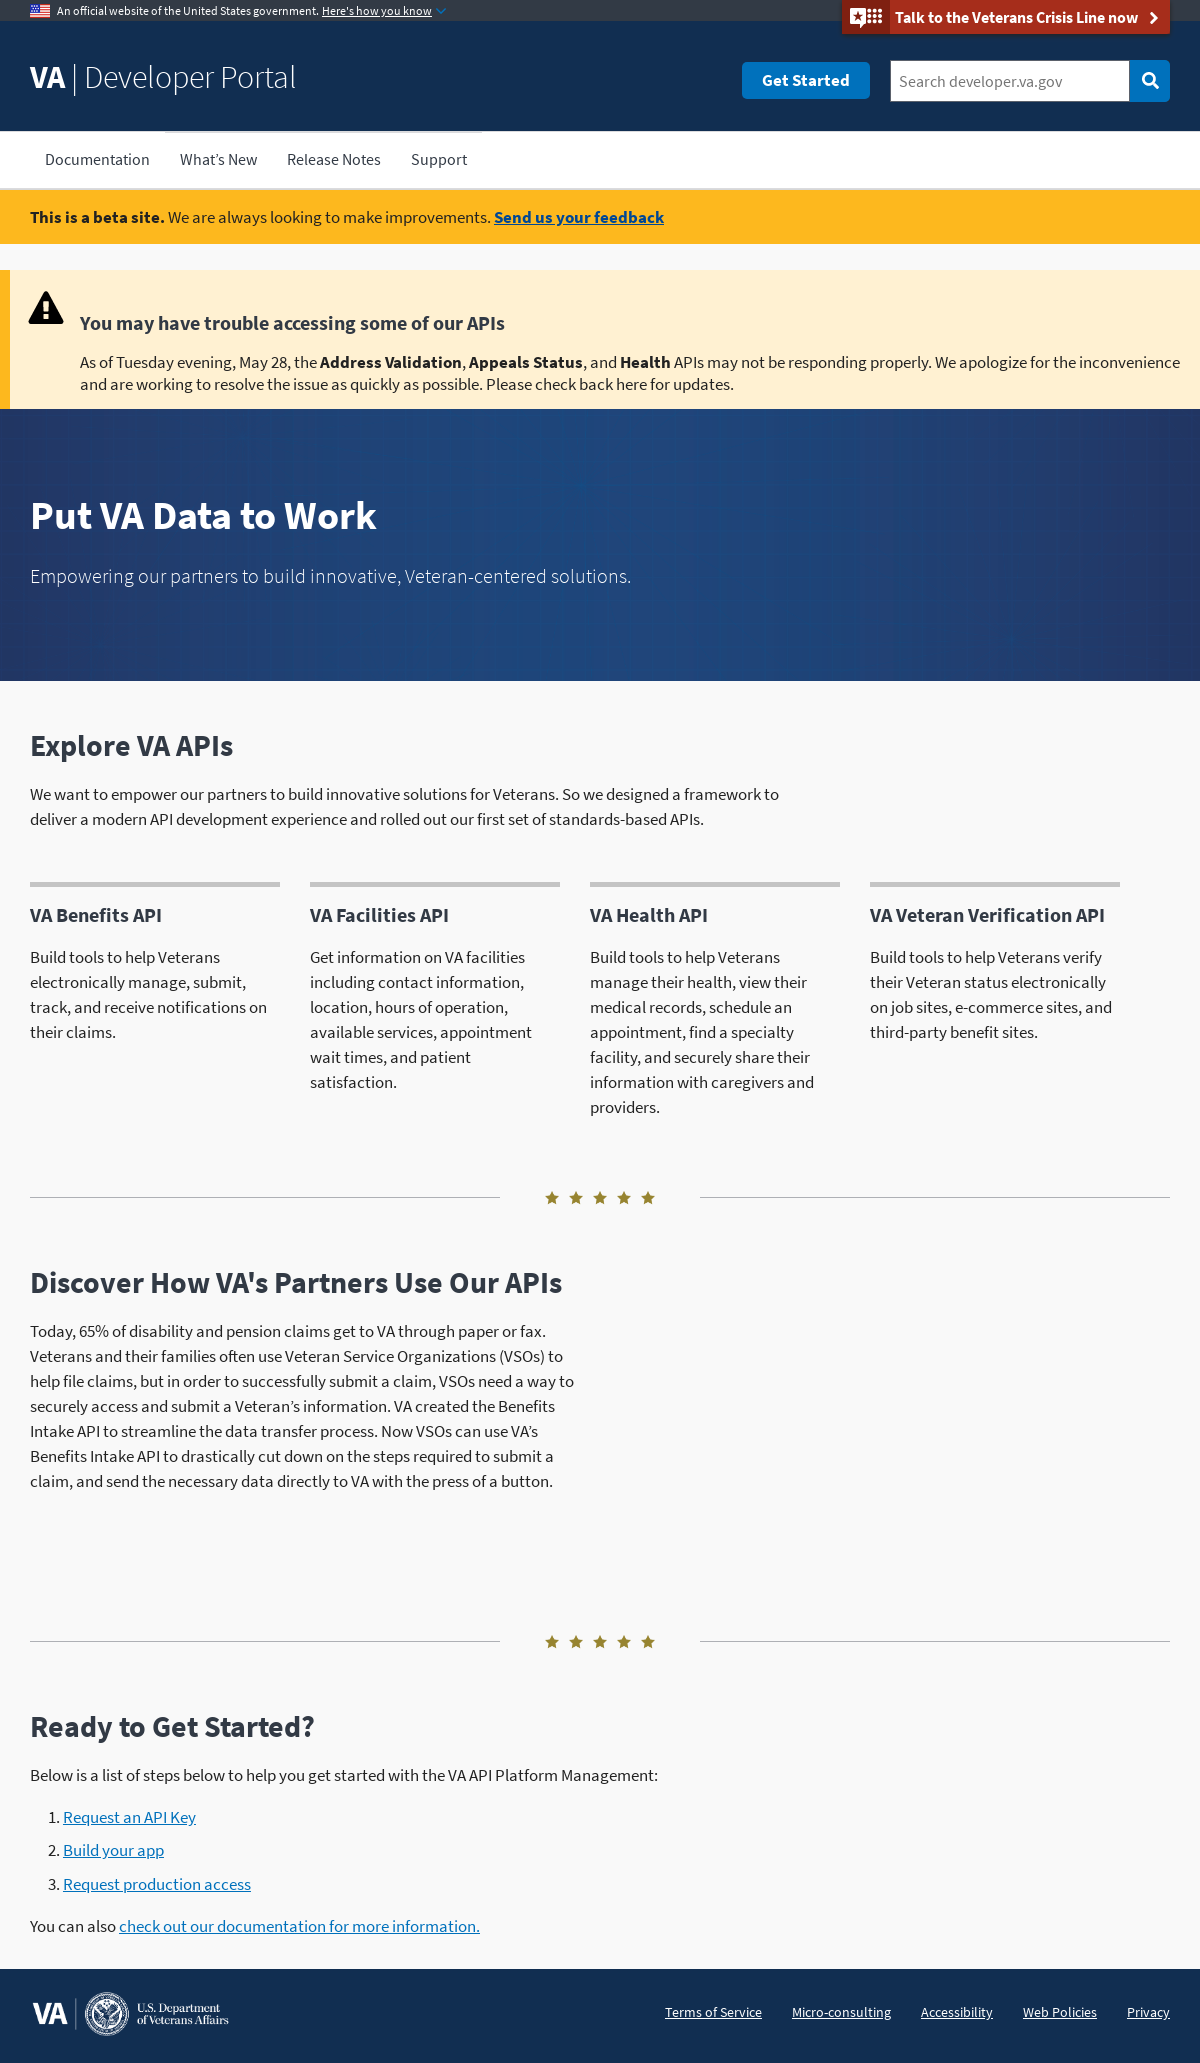 An official website of the United States government. Here's how you know
Talk to the Veterans Crisis Line now
VA | Developer Portal
Get Started
Search developer.va.gov
Documentation
What’s New
Release Notes
Support
This is a beta site. We are always looking to make improvements. Send us your feedback
You may have trouble accessing some of our APIs
As of Tuesday evening, May 28, the Address Validation, Appeals Status, and Health APIs may not be responding properly. We apologize for the inconvenience
and are working to resolve the issue as quickly as possible. Please check back here for updates.
Put VA Data to Work
Empowering our partners to build innovative, Veteran-centered solutions.
Explore VA APIs
We want to empower our partners to build innovative solutions for Veterans. So we designed a framework to
deliver a modern API development experience and rolled out our first set of standards-based APIs.
VA Benefits API
Build tools to help Veterans
electronically manage, submit,
track, and receive notifications on
their claims.
VA Facilities API
Get information on VA facilities
including contact information,
location, hours of operation,
available services, appointment
wait times, and patient
satisfaction.
VA Health API
Build tools to help Veterans
manage their health, view their
medical records, schedule an
appointment, find a specialty
facility, and securely share their
information with caregivers and
providers.
VA Veteran Verification API
Build tools to help Veterans verify
their Veteran status electronically
on job sites, e-commerce sites, and
third-party benefit sites.
Discover How VA's Partners Use Our APIs
Today, 65% of disability and pension claims get to VA through paper or fax.
Veterans and their families often use Veteran Service Organizations (VSOs) to
help file claims, but in order to successfully submit a claim, VSOs need a way to
securely access and submit a Veteran’s information. VA created the Benefits
Intake API to streamline the data transfer process. Now VSOs can use VA’s
Benefits Intake API to drastically cut down on the steps required to submit a
claim, and send the necessary data directly to VA with the press of a button.
Ready to Get Started?
Below is a list of steps below to help you get started with the VA API Platform Management:
1. Request an API Key
2. Build your app
3. Request production access
You can also check out our documentation for more information.
VA
U.S. Department
of Veterans Affairs
Terms of Service
Micro-consulting
Accessibility
Web Policies
Privacy